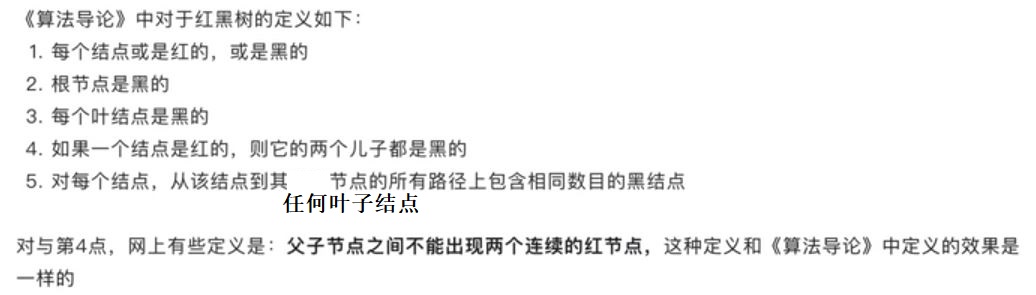 《算法导论》中对于红黑树的定义如下：
1. 每个结点或是红的，或是黑的
2. 根节点是黑的
3. 每个叶结点是黑的
4. 如果一个结点是红的，则它的两个儿子都是黑的
5. 对每个结点，从该结点到其 节点的所有路径上包含相同数目的黑结点
任何叶子结点
对与第4点，网上有些定义是：父子节点之间不能出现两个连续的红节点，这种定义和《算法导论》中定义的效果是
一样的